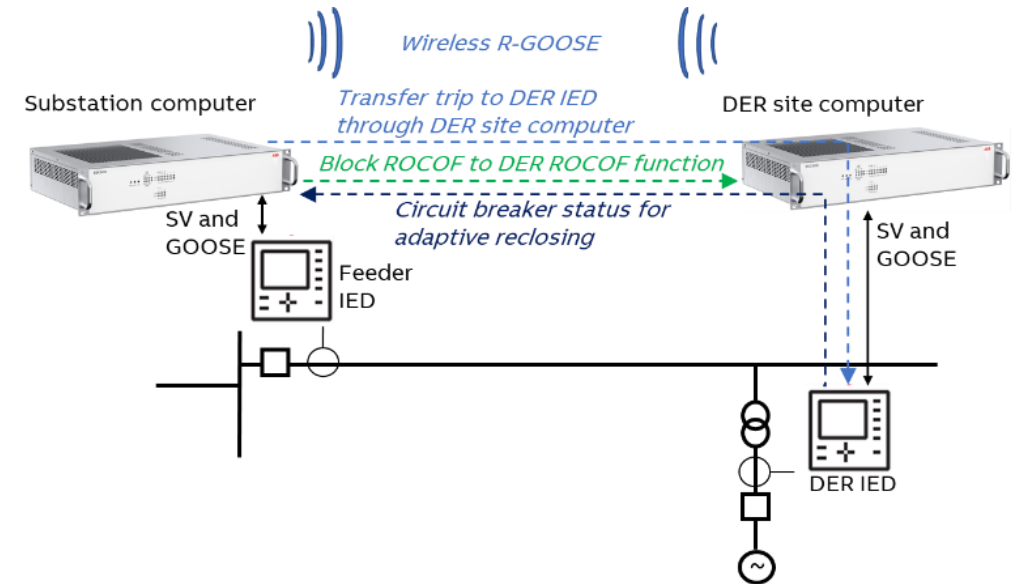 Wireless R-GOOSE
Substation computer
Transfer trip to DER IED
through DER site computer
DER site computer
Block ROCOF to DER ROCOF function
Circuit breaker status for
adaptive reclosing
SV and
GOOSE
Feeder
IED
SV and
GOOSE
DER IED
~